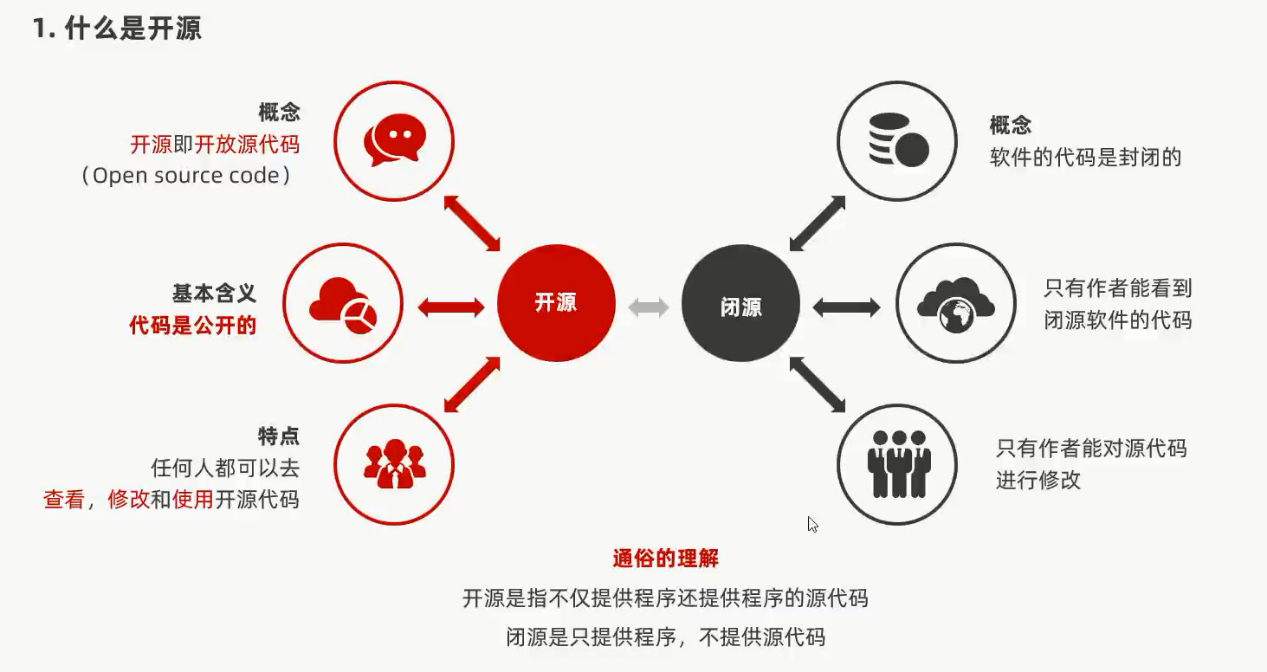 1. 什么是开源
概念
开源即开放源代码
（Open source code）
基本含义
代码是公开的
特点
任何人都可以去
查看，修改和使用开源代码
开源
闭源
概念
软件的代码是封闭的
只有作者能看到
闭源软件的代码
只有作者能对源代码
进行修改
通俗的理解
开源是指不仅提供程序还提供程序的源代码
闭源是只提供程序，不提供源代码